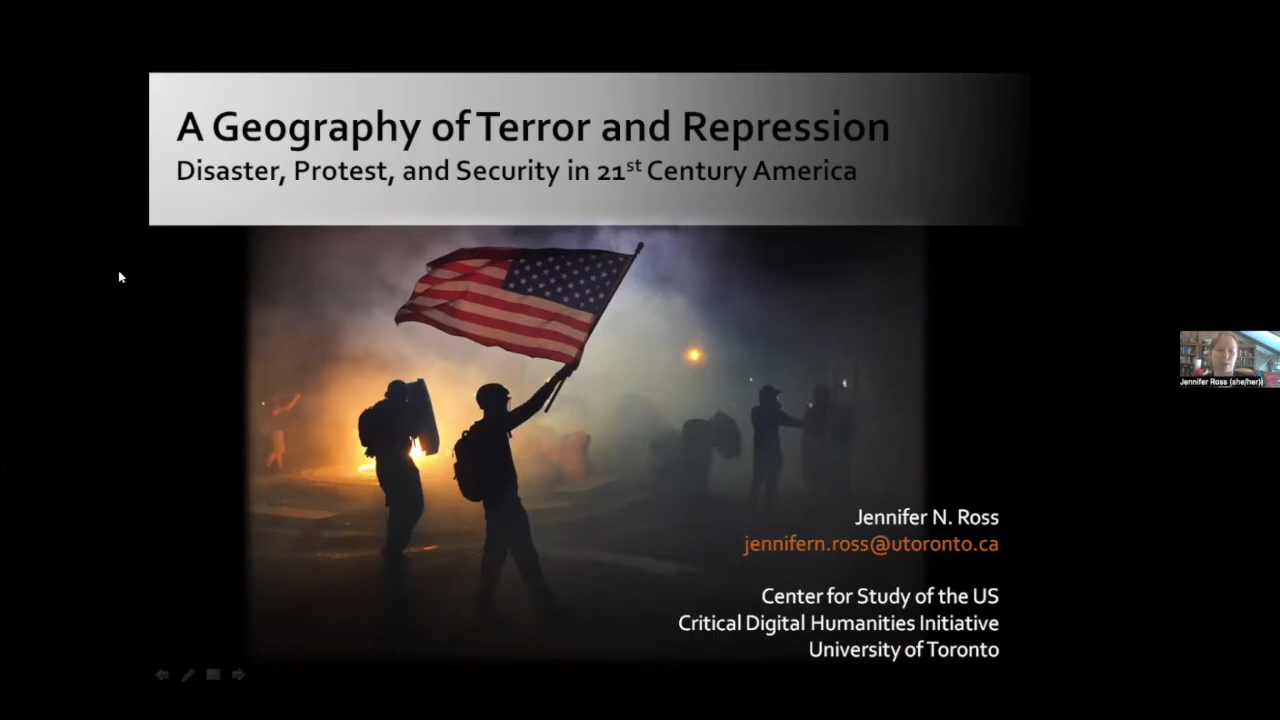 A Geography of Terror and Repression
Disaster, Protest, and Security in 21st Century America
Jennifer Ross (she/her)
Jennifer N. Ross
jennifern.ross@utoronto.ca
Center for Study of the US
Critical Digital Humanities Initiative
University of Toronto